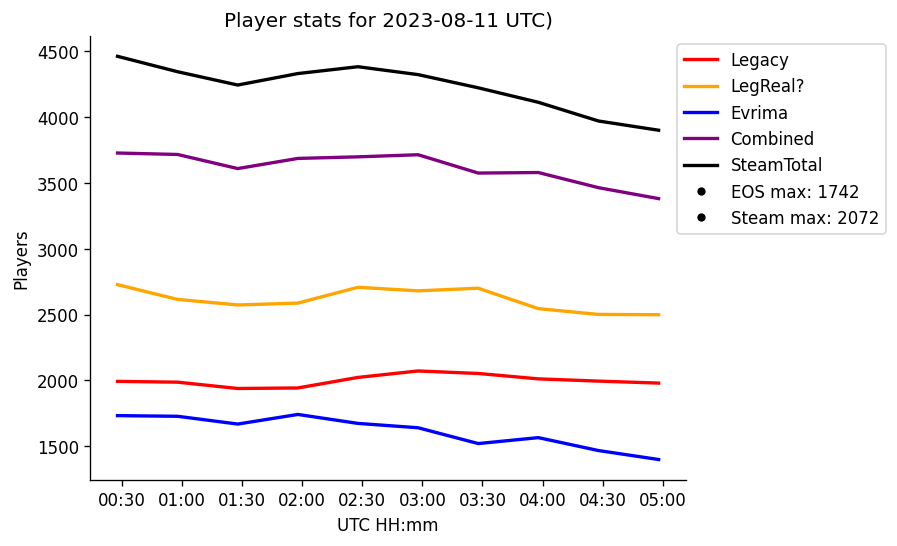 Player stats for 2023-08-11 UTC)
4500
4000
3500
3000
2500
2000
1500
Players
00:30 01:00 01:30 02:00 02:30 03:00 03:30 04:00 04:30 05:00
UTC HH:mm
Legacy
LegReal?
Evrima
Combined
SteamTotal
EOS max: 1742
Steam max: 2072